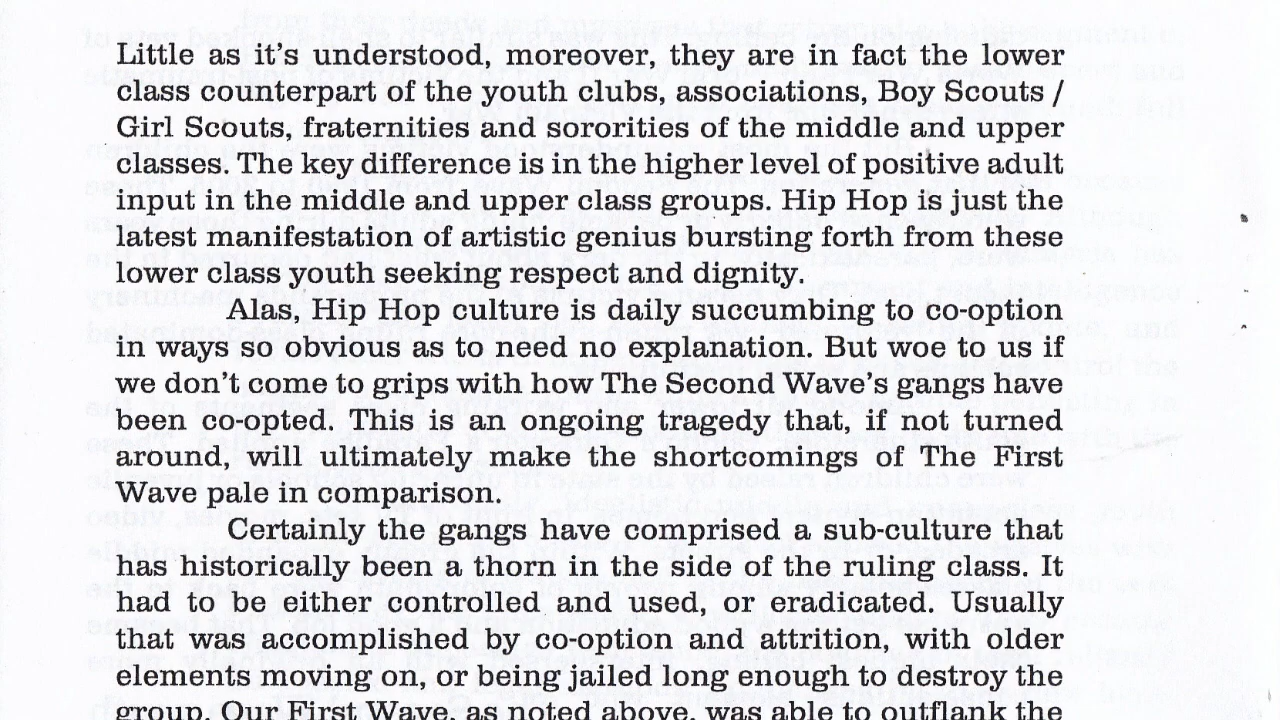 Little as it's understood, moreover, they are in fact the lower
class counterpart of the youth clubs, associations, Boy Scouts /
Girl Scouts, fraternities and sororities of the middle and upper
classes. The key difference is in the higher level of positive adult
input in the middle and upper class groups. Hip Hop is just the
latest manifestation of artistic genius bursting forth from these
lower class youth seeking respect and dignity.
Alas, Hip Hop culture is daily succumbing to co-option
in ways so obvious as to need no explanation. But woe to us if
we don't come to grips with how The Second Wave's gangs have
been co-opted. This is an ongoing tragedy that, if not turned
around, will ultimately make the shortcomings of The First
Wave pale in comparison.
Certainly the gangs have comprised a sub-culture that
has historically been a thorn in the side of the ruling class. It
had to be either controlled and used, or eradicated. Usually
that was accomplished by co-option and attrition, with older
elements moving on, or being jailed long enough to destroy the
group. Our First Wave, as noted above, was able to outflank the